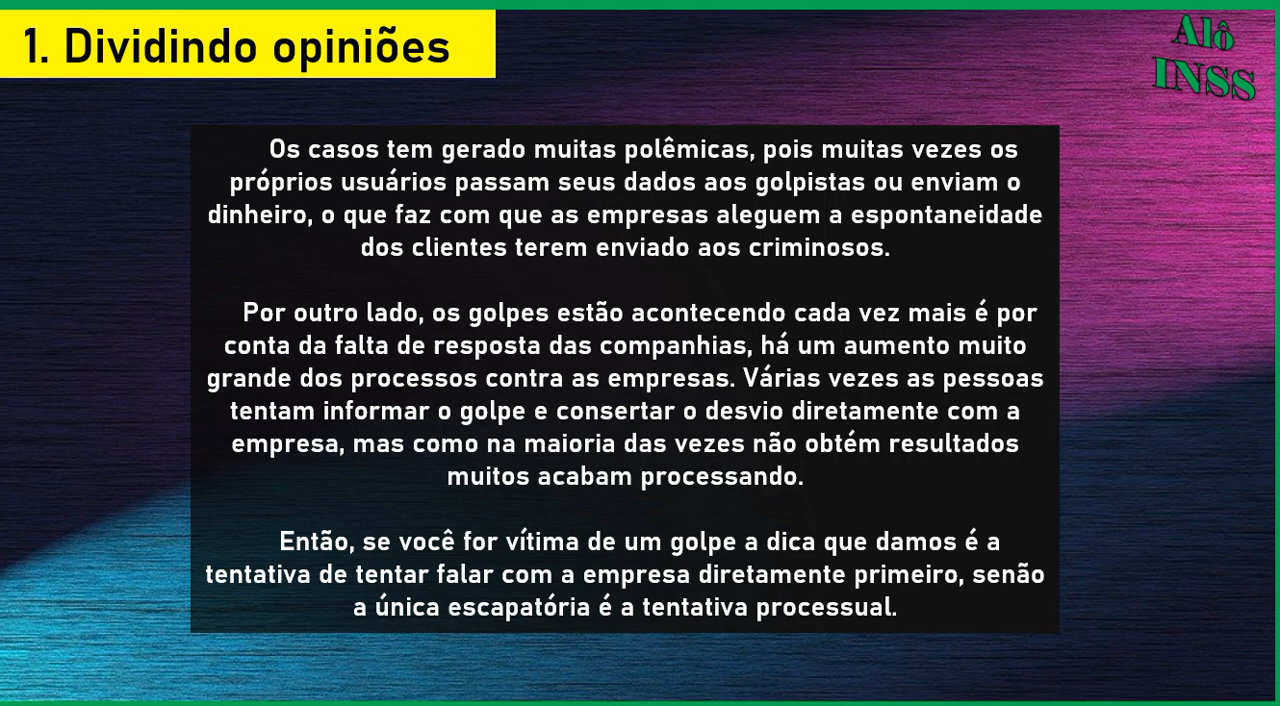 1. Dividindo opiniões
Alô
INSS
Os casos tem gerado muitas polêmicas, pois muitas vezes os
próprios usuários passam seus dados aos golpistas ou enviam o
dinheiro, o que faz com que as empresas aleguem a espontaneidade
dos clientes terem enviado aos criminosos.
Por outro lado, os golpes estão acontecendo cada vez mais é por
conta da falta de resposta das companhias, há um aumento muito
grande dos processos contra as empresas. Várias vezes as pessoas
tentam informar o golpe e consertar o desvio diretamente com a
empresa, mas como na maioria das vezes não obtém resultados
muitos acabam processando.
Então, se você for vítima de um golpe a dica que damos é a
tentativa de tentar falar com a empresa diretamente primeiro, senão
a única escapatória é a tentativa processual.